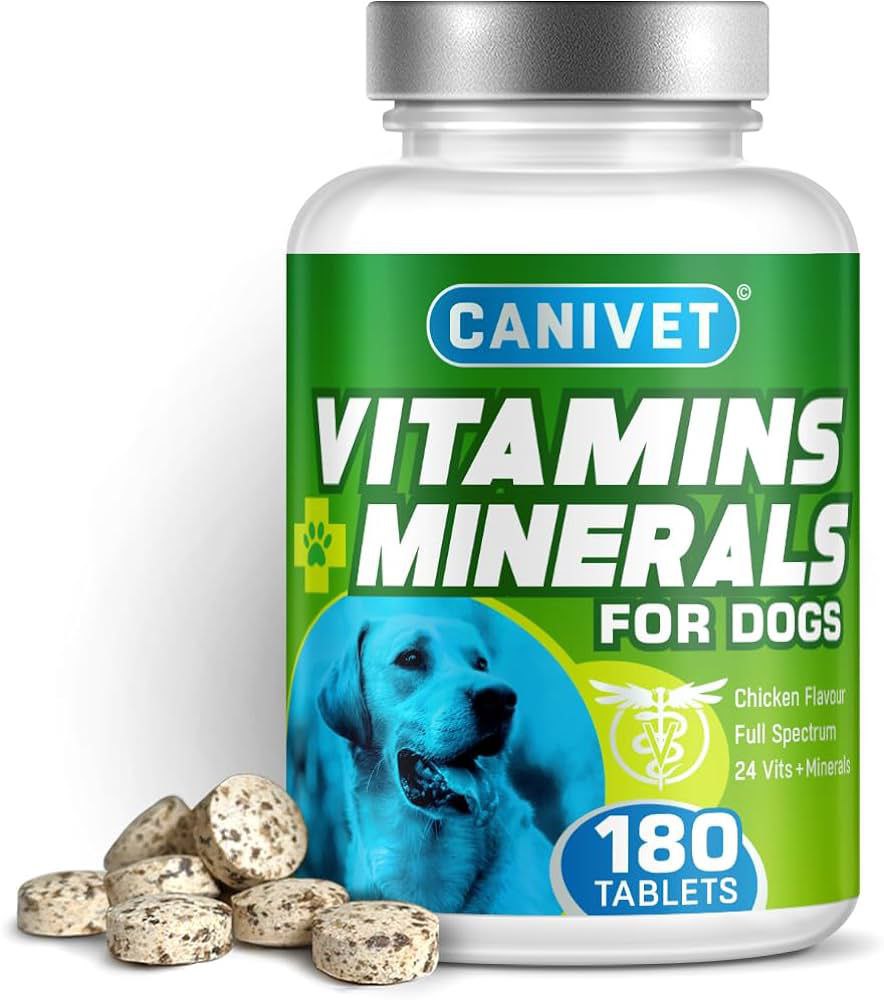 CANIVET©
VITAMINS
MINERALS
FOR DOGS
Chicken Flavour
Full Spectrum
24 Vits+Minerals
V
180
TABLETS